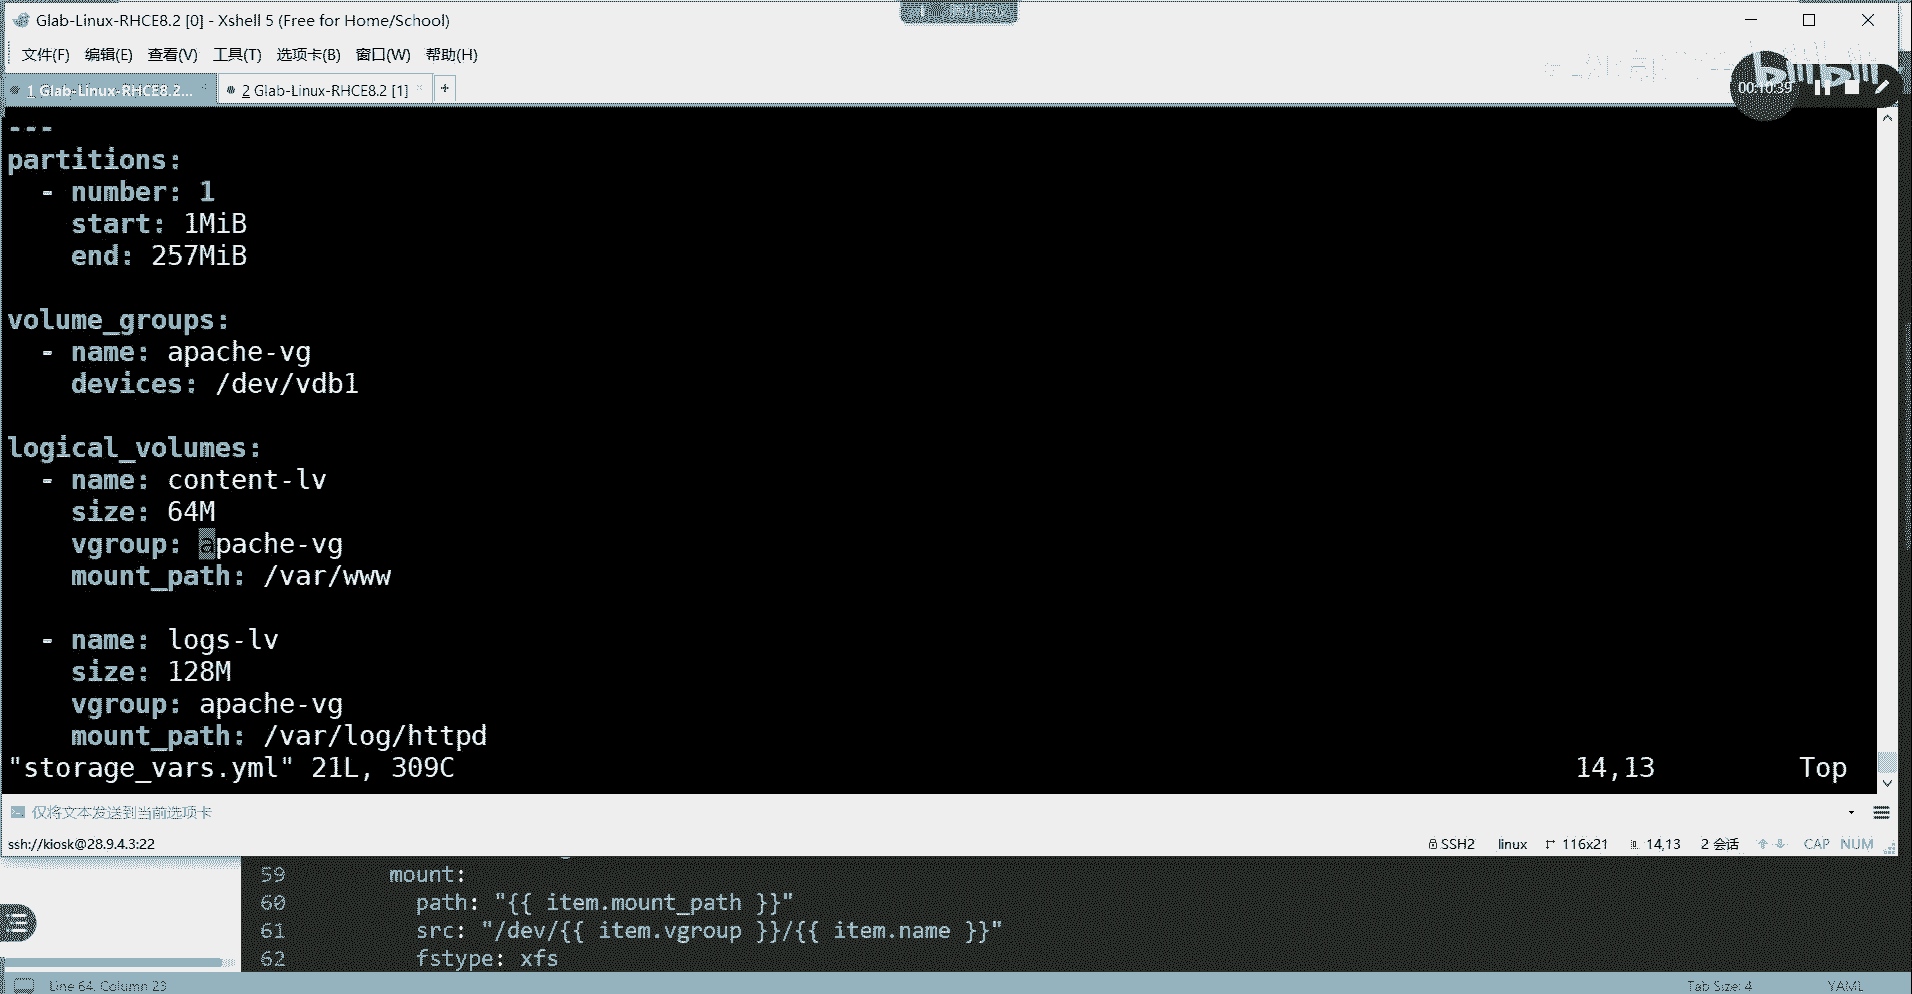 Glab-Linux-RHCE8.2 [0] - Xshell 5 (Free for Home/School)
文件(F) 编辑(E) 查看(V) 工具(T) 选项卡(B) 窗口(W) 帮助(H)
1 Glab-Linux-RHCE8.2... 2 Glab-Linux-RHCE8.2 [1] +
00:10:39
---
partitions:
  - number: 1
    start: 1MiB
    end: 257MiB
volume_groups:
  - name: apache-vg
    devices: /dev/vdb1
logical_volumes:
  - name: content-lv
    size: 64M
    vgroup: apache-vg
    mount_path: /var/www
  - name: logs-lv
    size: 128M
    vgroup: apache-vg
    mount_path: /var/log/httpd
"storage_vars.yml" 21L, 309C 14,13 Top
仅将文本发送到当前选项卡
ssh://kiosk@28.9.4.3:22 SSH2 linux 116x21 14,13 2 会话 CAP NUM
59 mount:
60 path: "{{ item.mount_path }}"
61 src: "/dev/{{ item.vgroup }}/{{ item.name }}"
62 fstype: xfs
Line 64, Column 23 Tab Size: 4 YAML